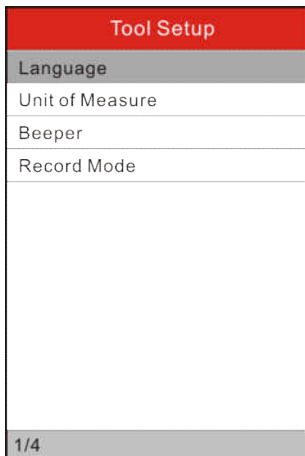 Tool Setup
Language
Unit of Measure
Beeper
Record Mode
1/4